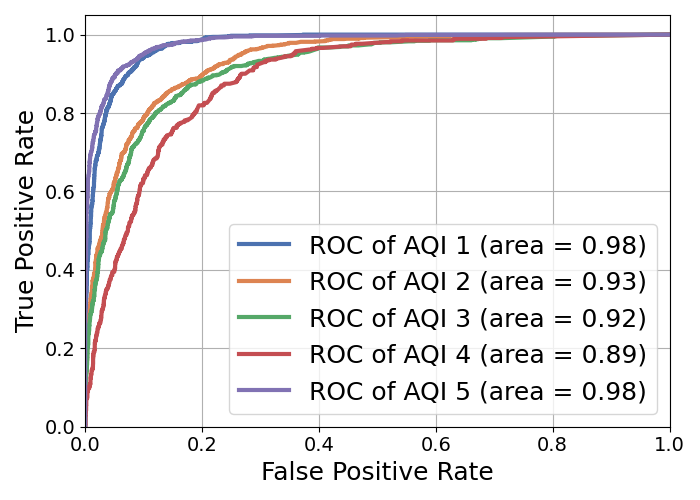 1.0
0.8
0.6
0.4
0.2
0.0
True Positive Rate
ROC of AQI 1 (area = 0.98)
ROC of AQI 2 (area = 0.93)
ROC of AQI 3 (area = 0.92)
ROC of AQI 4 (area = 0.89)
ROC of AQI 5 (area = 0.98)
0.0 0.2 0.4 0.6 0.8 1.0
False Positive Rate